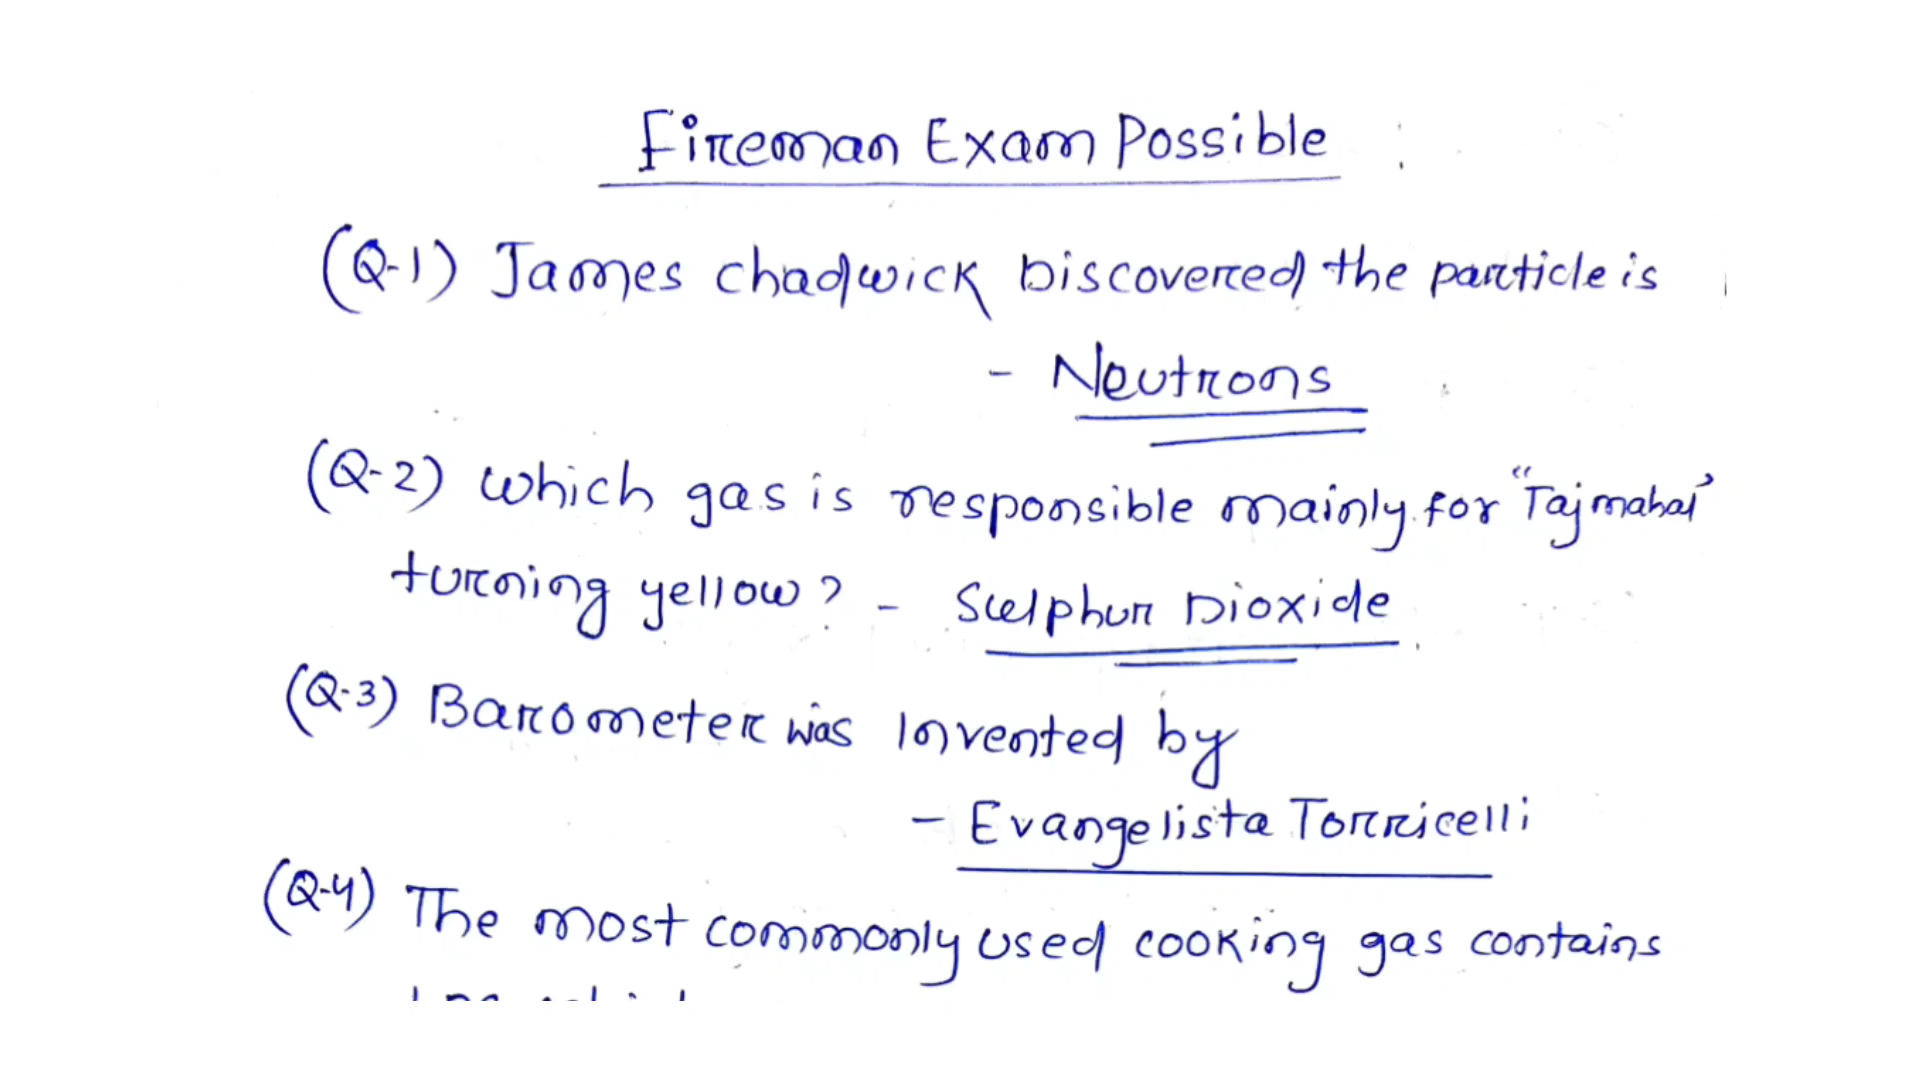 Fireman Exam Possible
(Q-1) James chadwick Discovered the particle is
- Neutrons
(Q-2) which gas is responsible mainly for "Tajmahal"
turning yellow? - Sulphur Dioxide
(Q-3) Barometer was Invented by
- Evangelista Torricelli
(Q-4) The most commonly used cooking gas contains